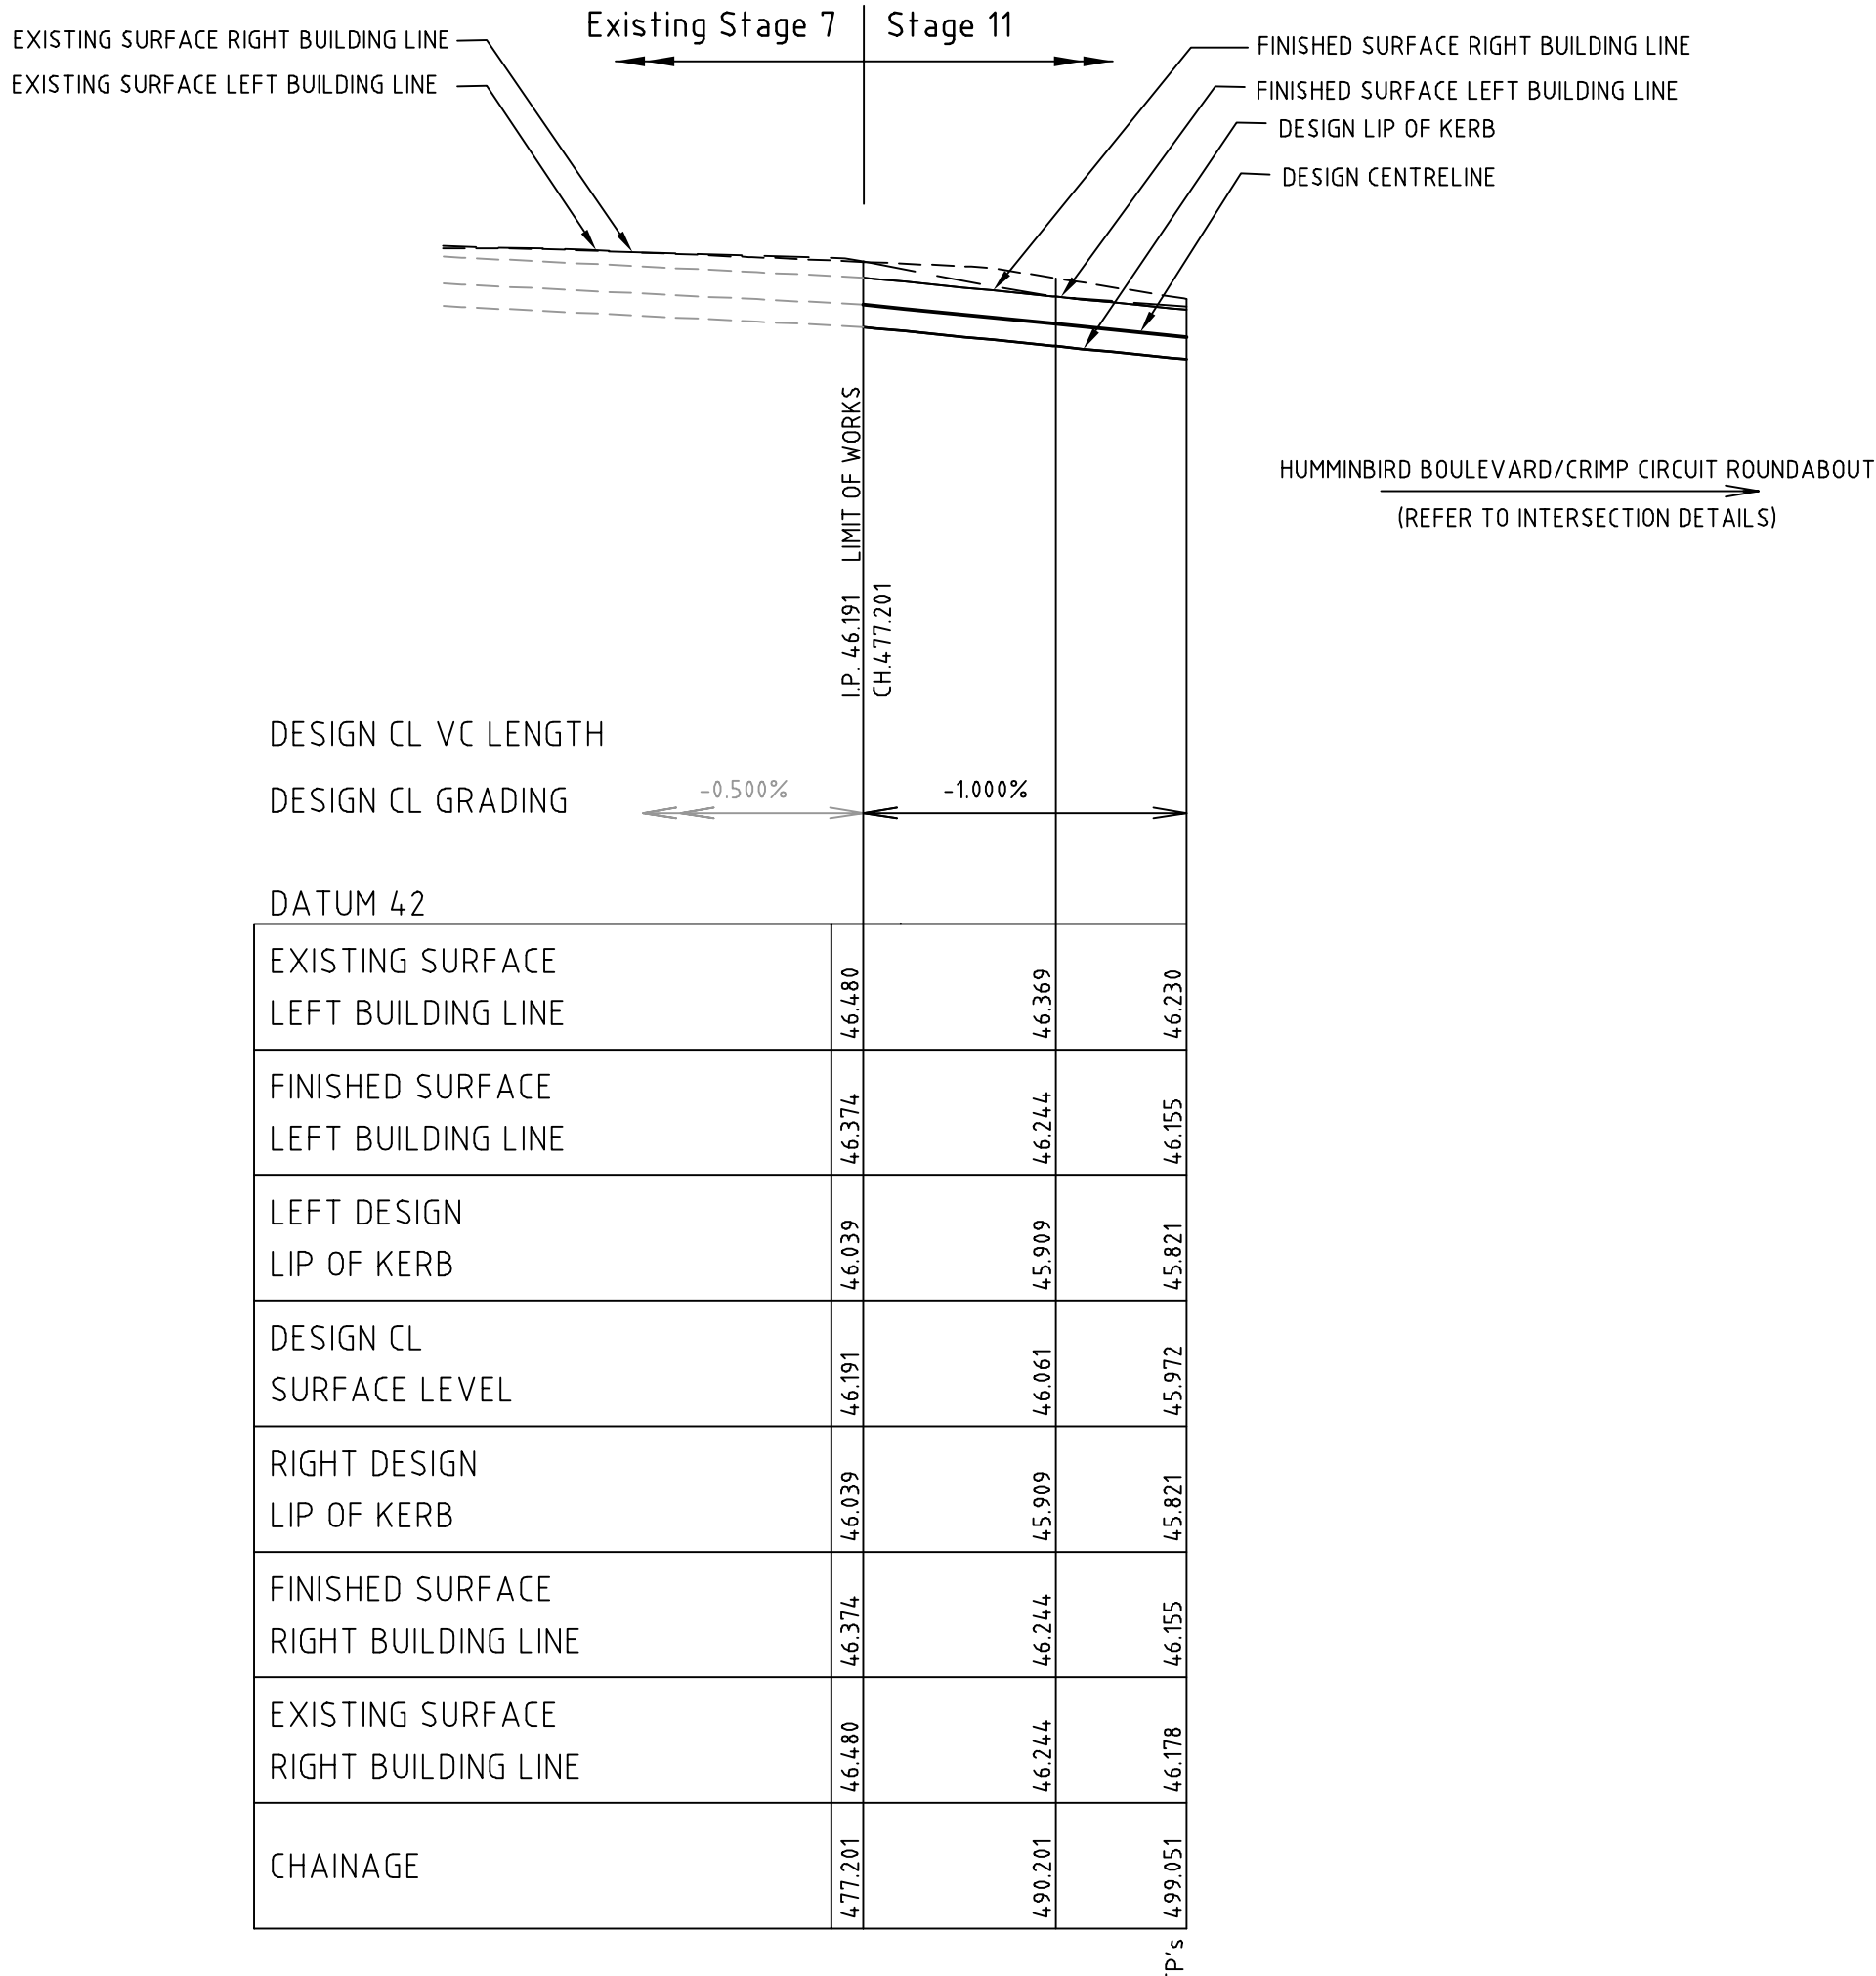 Existing Stage 7
Stage 11
EXISTING SURFACE RIGHT BUILDING LINE
EXISTING SURFACE LEFT BUILDING LINE
FINISHED SURFACE RIGHT BUILDING LINE
FINISHED SURFACE LEFT BUILDING LINE
DESIGN LIP OF KERB
DESIGN CENTRELINE
HUMMINBIRD BOULEVARD/CRIMP CIRCUIT ROUNDABOUT
(REFER TO INTERSECTION DETAILS)
I.P. 46.191 LIMIT OF WORKS
CH.477.201
DESIGN CL VC LENGTH
DESIGN CL GRADING
-0.500%
-1.000%
DATUM 42
EXISTING SURFACE
LEFT BUILDING LINE
46.480
46.369
46.230
FINISHED SURFACE
LEFT BUILDING LINE
46.374
46.244
46.155
LEFT DESIGN
LIP OF KERB
46.039
45.909
45.821
DESIGN CL
SURFACE LEVEL
46.191
46.061
45.972
RIGHT DESIGN
LIP OF KERB
46.039
45.909
45.821
FINISHED SURFACE
RIGHT BUILDING LINE
46.374
46.244
46.155
EXISTING SURFACE
RIGHT BUILDING LINE
46.480
46.244
46.178
CHAINAGE
477.201
490.201
499.051